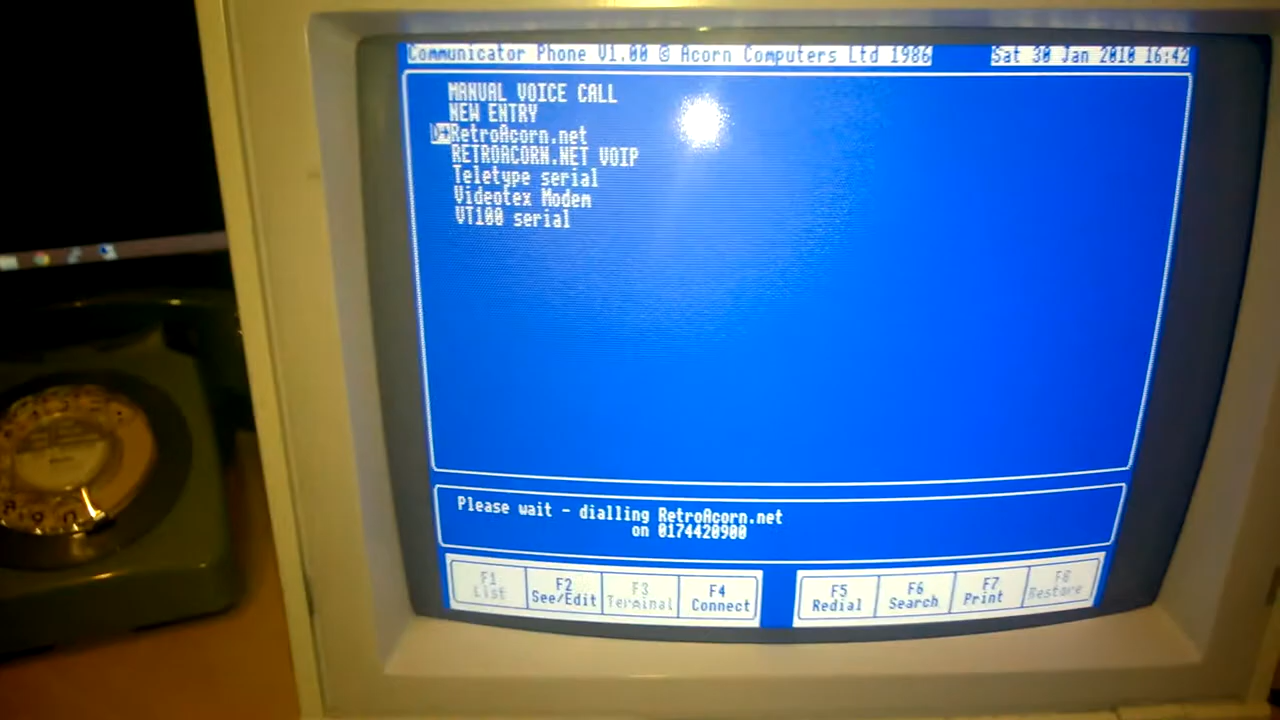 Communicator Phone V1.00 © Acorn Computers Ltd 1986 Sat 30 Jan 2010 16:42
MANUAL VOICE CALL
NEW ENTRY
D→RetroAcorn.net
RETROACORN.NET VOIP
Teletype serial
Videotex Modem
VT100 serial
Please wait - dialling RetroAcorn.net
on 0174420900
F1 F2 F3 F4 F5 F6 F7 F8
List See/Edit Terminal Connect Redial Search Print Restore